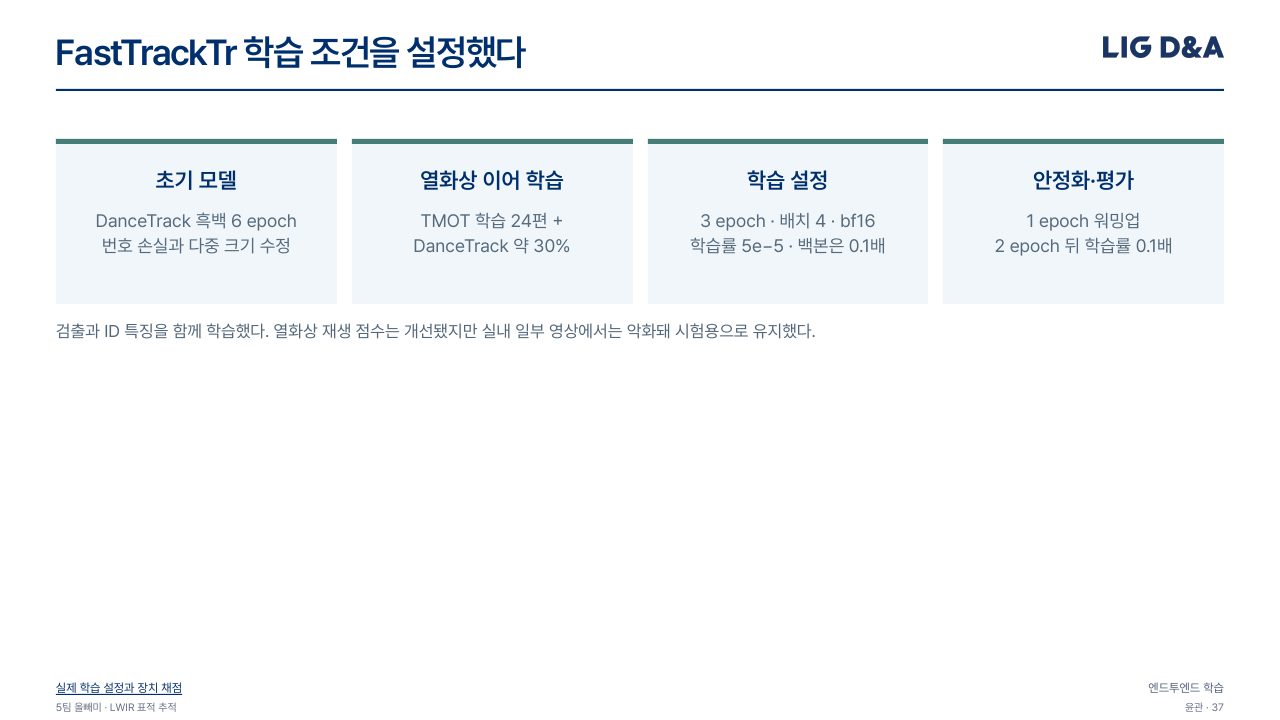 FastTrackTr 학습 조건을 설정했다
LIG D&A
초기 모델
DanceTrack 흑백 6 epoch
번호 손실과 다중 크기 수정
열화상 이어 학습
TMOT 학습 24편 +
DanceTrack 약 30%
학습 설정
3 epoch · 배치 4 · bf16
학습률 5e−5 · 백본은 0.1배
안정화·평가
1 epoch 워밍업
2 epoch 뒤 학습률 0.1배
검출과 ID 특징을 함께 학습했다. 열화상 재생 점수는 개선됐지만 실내 일부 영상에서는 악화돼 시험용으로 유지했다.
실제 학습 설정과 장치 채점
5팀 올빼미 · LWIR 표적 추적
엔드투엔드 학습
윤관 · 37